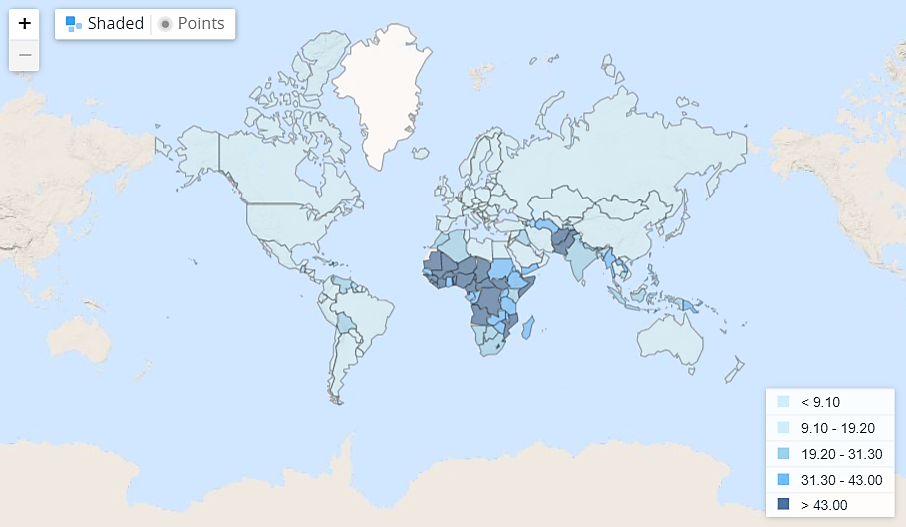 +
Shaded Points
−
< 9.10
9.10 - 19.20
19.20 - 31.30
31.30 - 43.00
> 43.00